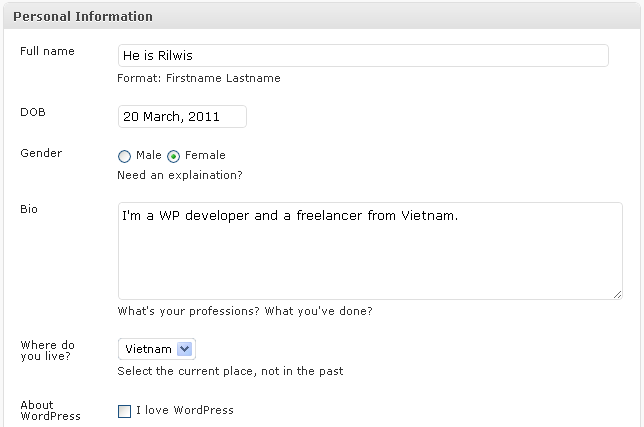 Personal Information
Full name
He is Rilwis
Format: Firstname Lastname
DOB
20 March, 2011
Gender
Male Female
Need an explaination?
Bio
I'm a WP developer and a freelancer from Vietnam.
What's your professions? What you've done?
Where do
you live?
Vietnam
Select the current place, not in the past
About
WordPress
I love WordPress